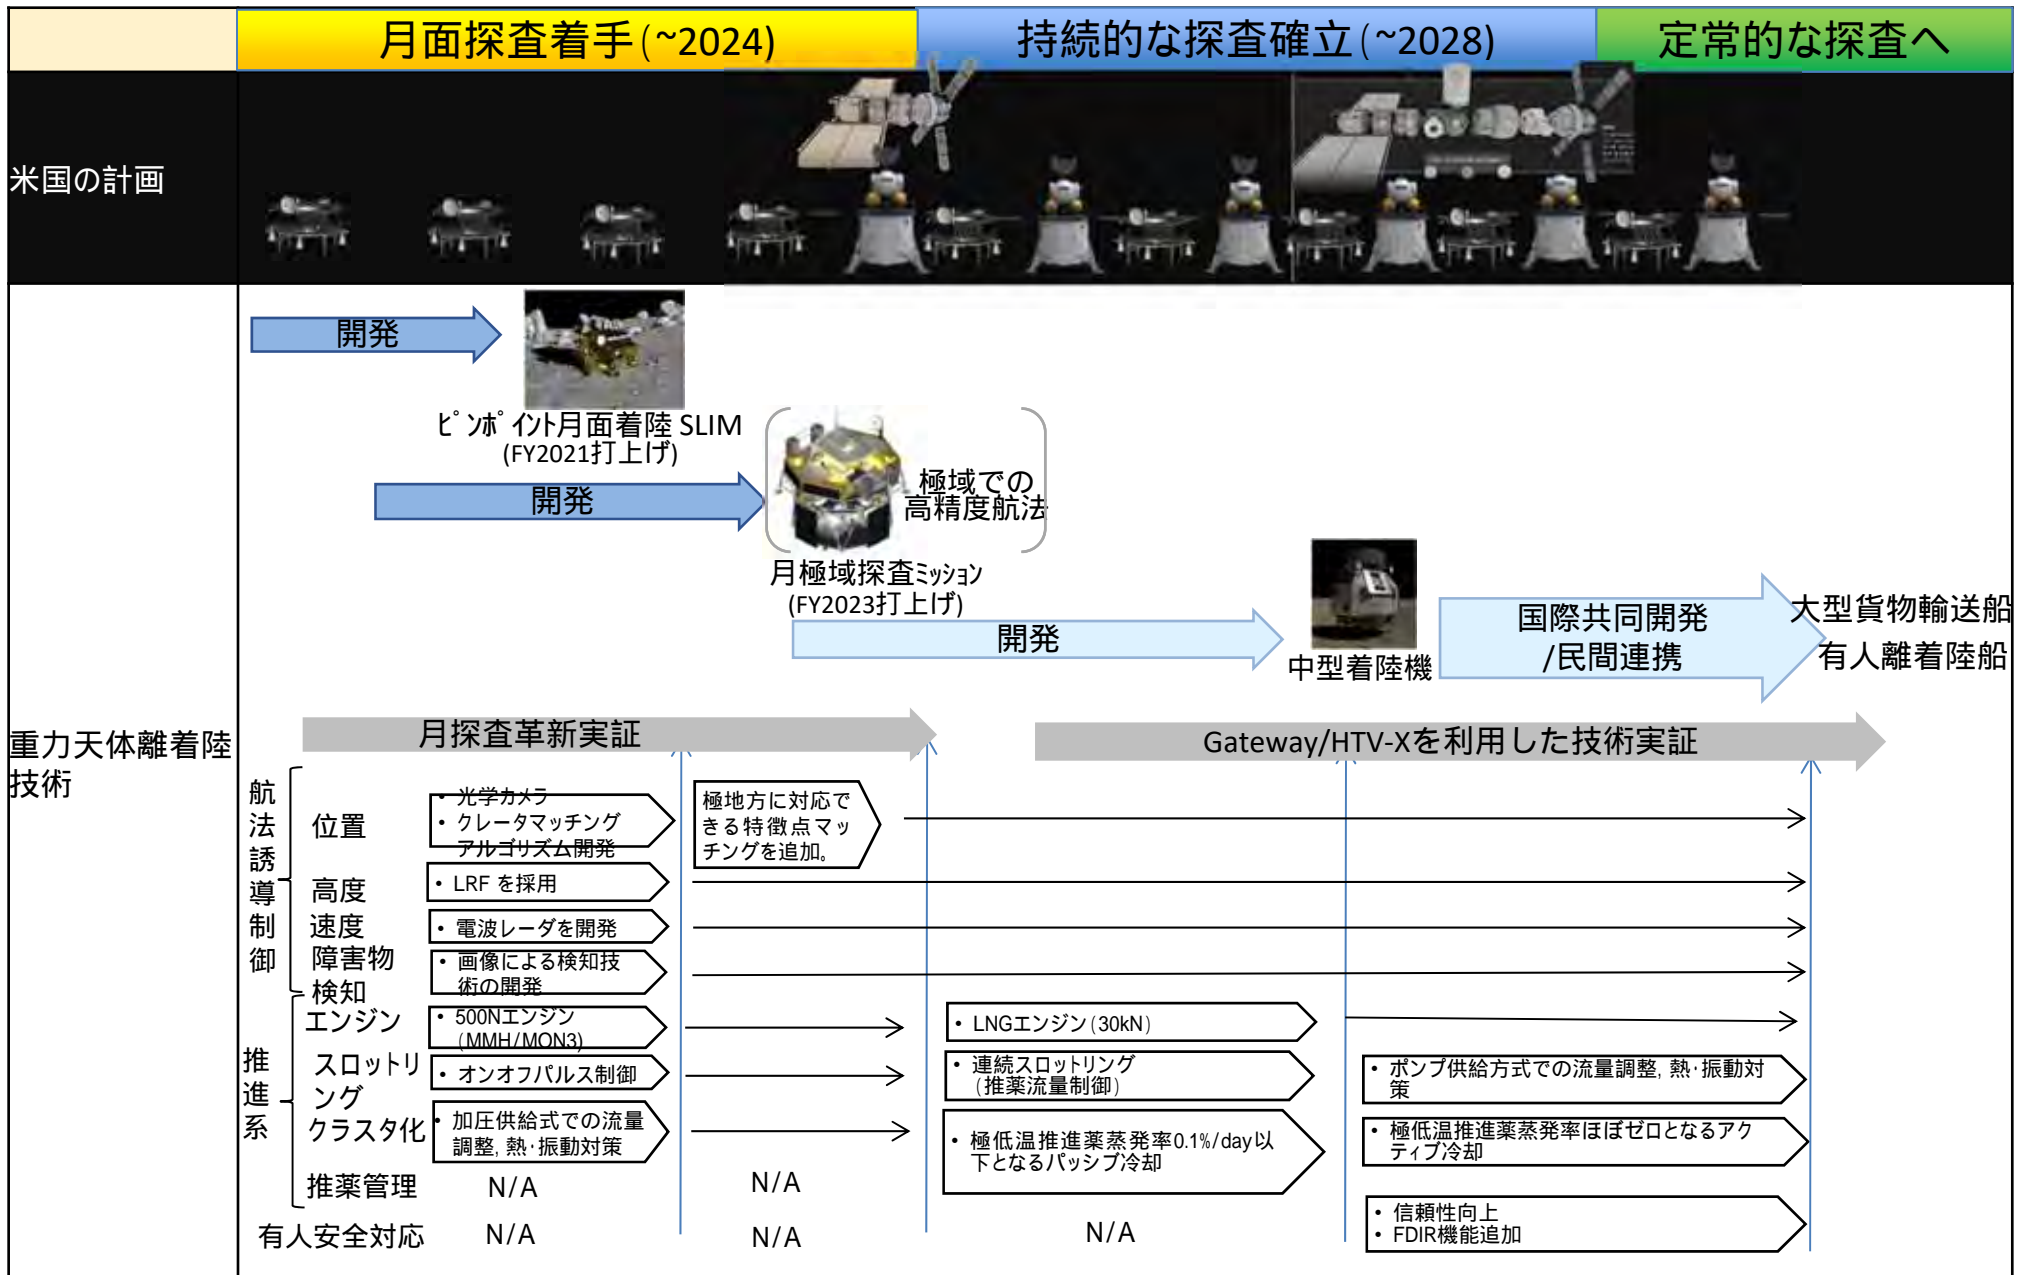 月面探査着手(~2024)
持続的な探査確立(~2028)
定常的な探査へ
米国の計画
開発
ﾋﾟﾝﾎﾟｲﾝﾄ月面着陸 SLIM
(FY2021打上げ)
開発
極域での
高精度航法
月極域探査ﾐｯｼｮﾝ
(FY2023打上げ)
開発
中型着陸機
国際共同開発
/民間連携
大型貨物輸送船
有人離着陸船
重力天体離着陸
技術
月探査革新実証
Gateway/HTV-Xを利用した技術実証
航法誘導制御
位置
• 光学カメラ
• クレータマッチング
アルゴリズム開発
極地方に対応で
きる特徴点マッ
チングを追加。
高度
• LRF を採用
速度
• 電波レーダを開発
障害物
検知
• 画像による検知技
術の開発
推進系
エンジン
• 500Nエンジン
(MMH/MON3)
• LNGエンジン(30kN)
スロットリ
ング
• オンオフパルス制御
• 連続スロットリング
(推薬流量制御)
• ポンプ供給方式での流量調整, 熱･振動対
策
クラスタ化
• 加圧供給式での流量
調整, 熱･振動対策
• 極低温推進薬蒸発率0.1%/day以
下となるパッシブ冷却
• 極低温推進薬蒸発率ほぼゼロとなるアク
ティブ冷却
推薬管理
N/A
N/A
有人安全対応
N/A
N/A
N/A
• 信頼性向上
• FDIR機能追加